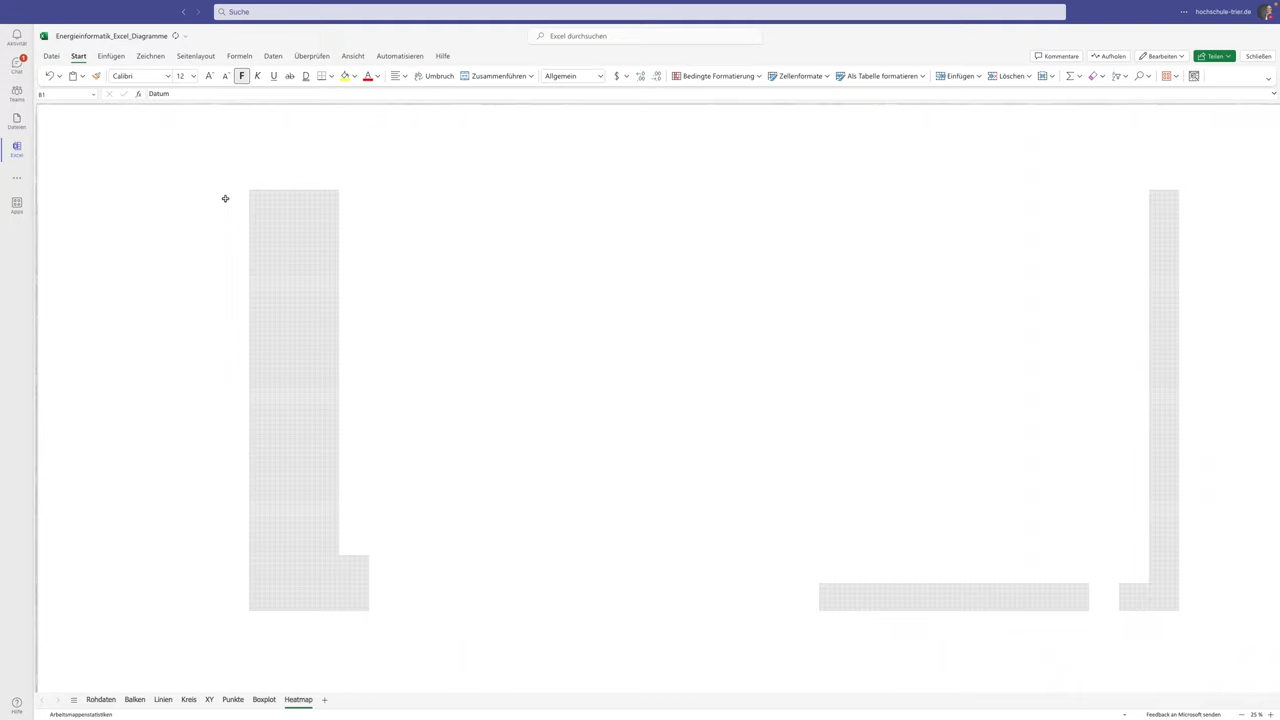 Suche
hochschule-trier.de
Aktivität
Chat
Teams
Dateien
Excel
Apps
Hilfe
Energieinformatik_Excel_Diagramme
Excel durchsuchen
Datei Start Einfügen Zeichnen Seitenlayout Formeln Daten Überprüfen Ansicht Automatisieren Hilfe
Kommentare Aufholen Bearbeiten Teilen Schließen
Calibri 12 F K U ab D A Umbruch Zusammenführen Allgemein $ Bedingte Formatierung Zellenformate Als Tabelle formatieren Einfügen Löschen
B1 fx Datum
Rohdaten Balken Linien Kreis XY Punkte Boxplot Heatmap
Arbeitsmappenstatistiken
Feedback an Microsoft senden
25 %